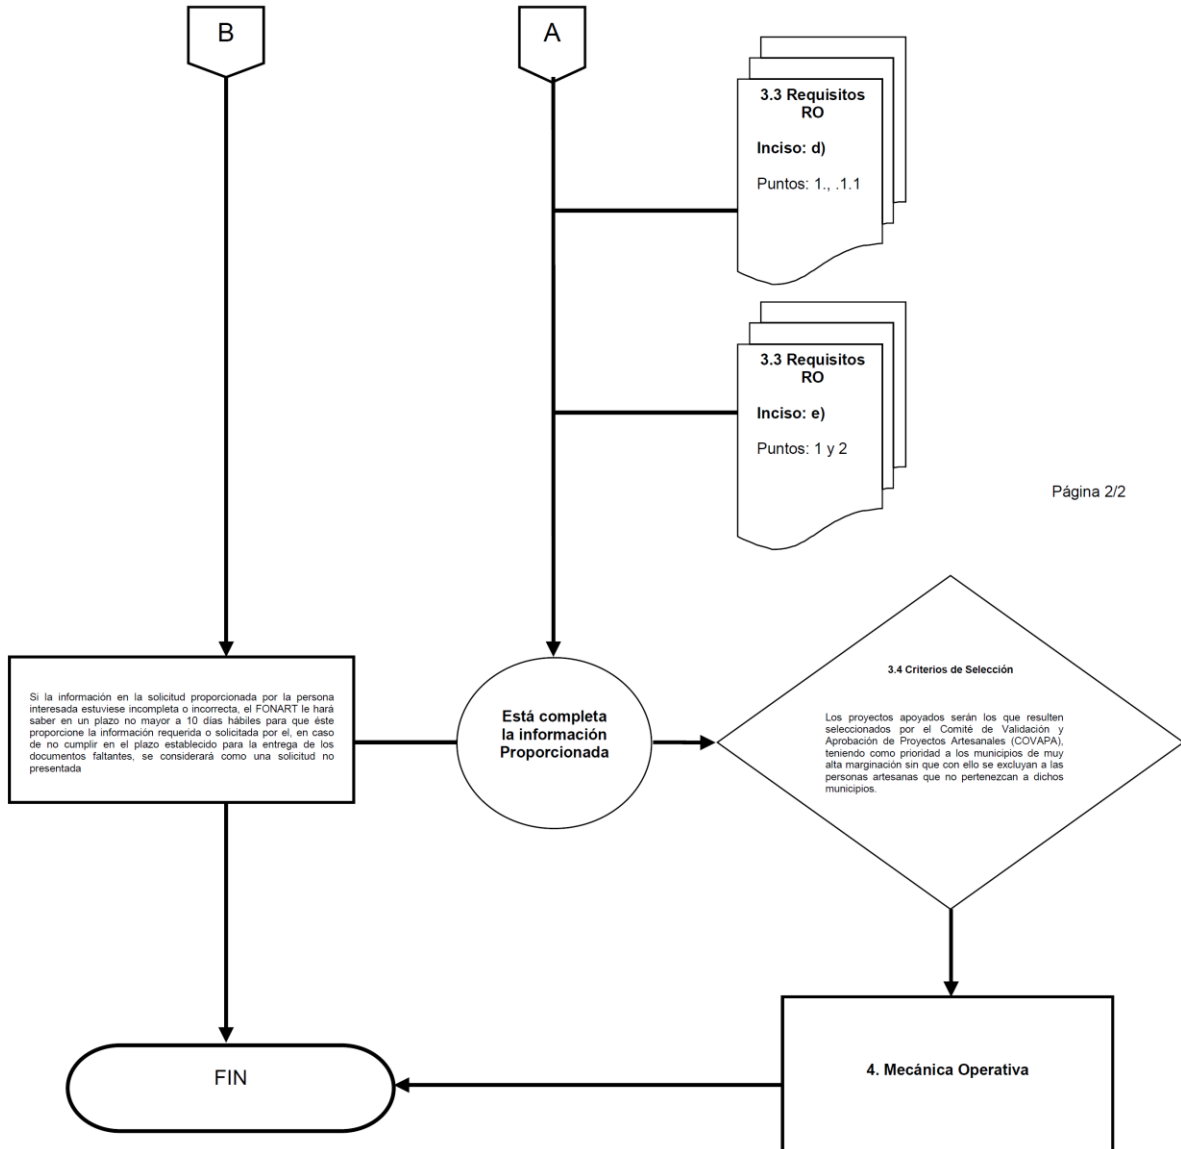 B
A
3.3 Requisitos
RO
Inciso: d)
Puntos: 1., .1.1
3.3 Requisitos
RO
Inciso: e)
Puntos: 1 y 2
Página 2/2
Si la información en la solicitud proporcionada por la persona
interesada estuviese incompleta o incorrecta, el FONART le hará
saber en un plazo no mayor a 10 días hábiles para que éste
proporcione la información requerida o solicitada por el, en caso
de no cumplir en el plazo establecido para la entrega de los
documentos faltantes, se considerará como una solicitud no
presentada
Está completa
la información
Proporcionada
3.4 Criterios de Selección
Los proyectos apoyados serán los que resulten
seleccionados por el Comité de Validación y
Aprobación de Proyectos Artesanales (COVAPA),
teniendo como prioridad a los municipios de muy
alta marginación sin que con ello se excluyan a las
personas artesanas que no pertenezcan a dichos
municipios.
FIN
4. Mecánica Operativa